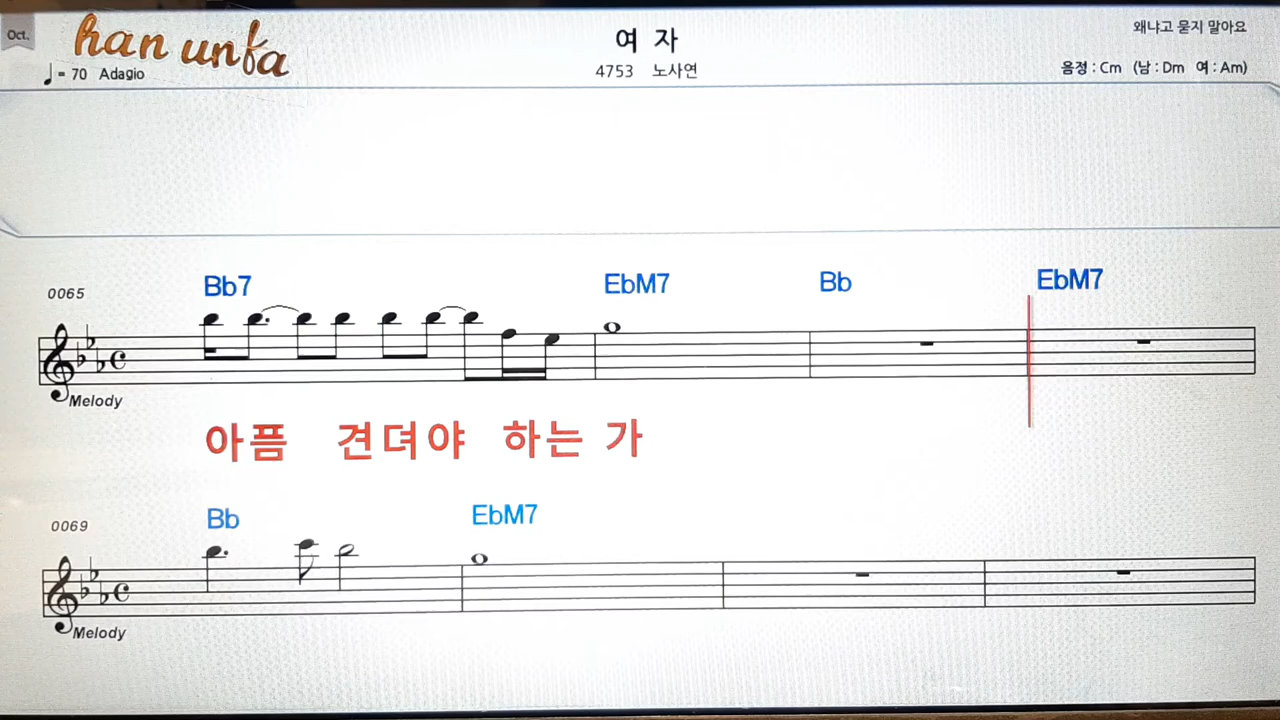 Oct.
han unfa
여 자
왜냐고 묻지 말아요
= 70 Adagio
4753 노사연
음정 : Cm (남 : Dm 여 : Am)
0065
Bb7 EbM7 Bb EbM7
Melody
아픔 견뎌야 하는 가
0069
Bb EbM7
Melody